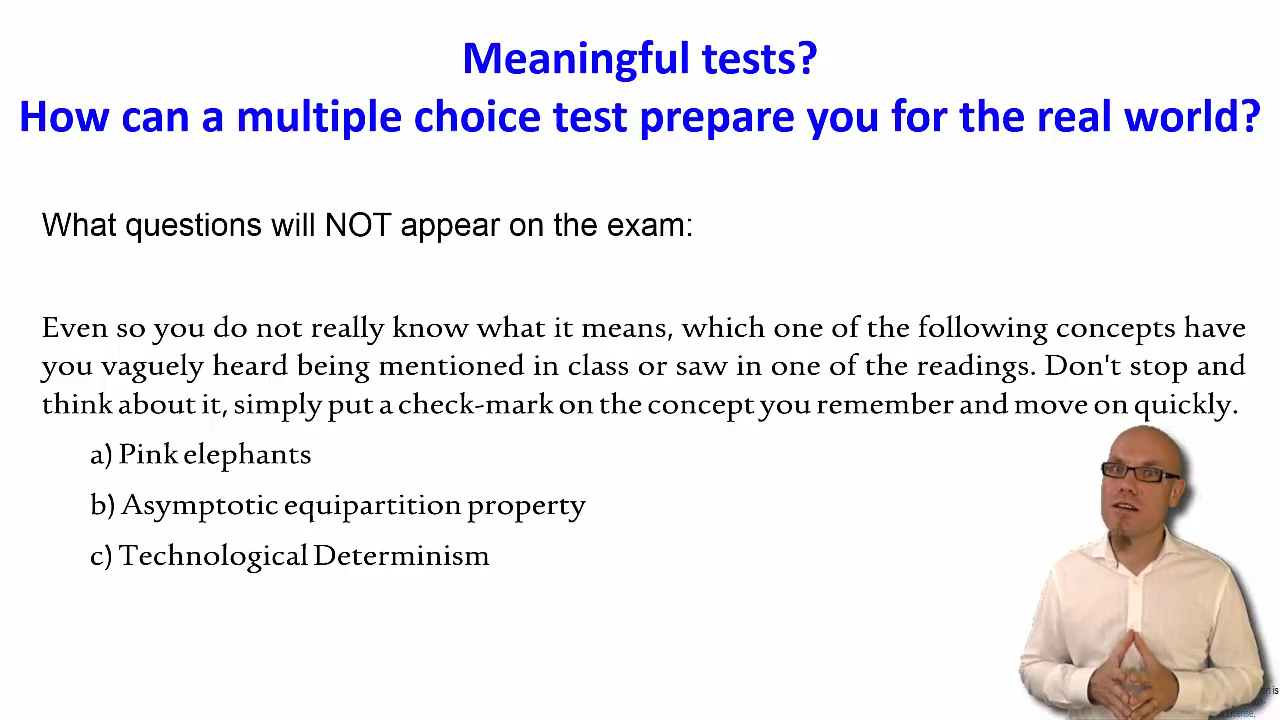 Meaningful tests?
How can a multiple choice test prepare you for the real world?
What questions will NOT appear on the exam:
Even so you do not really know what it means, which one of the following concepts have
you vaguely heard being mentioned in class or saw in one of the readings. Don't stop and
think about it, simply put a check-mark on the concept you remember and move on quickly.
a) Pink elephants
b) Asymptotic equipartition property
c) Technological Determinism
is
License.